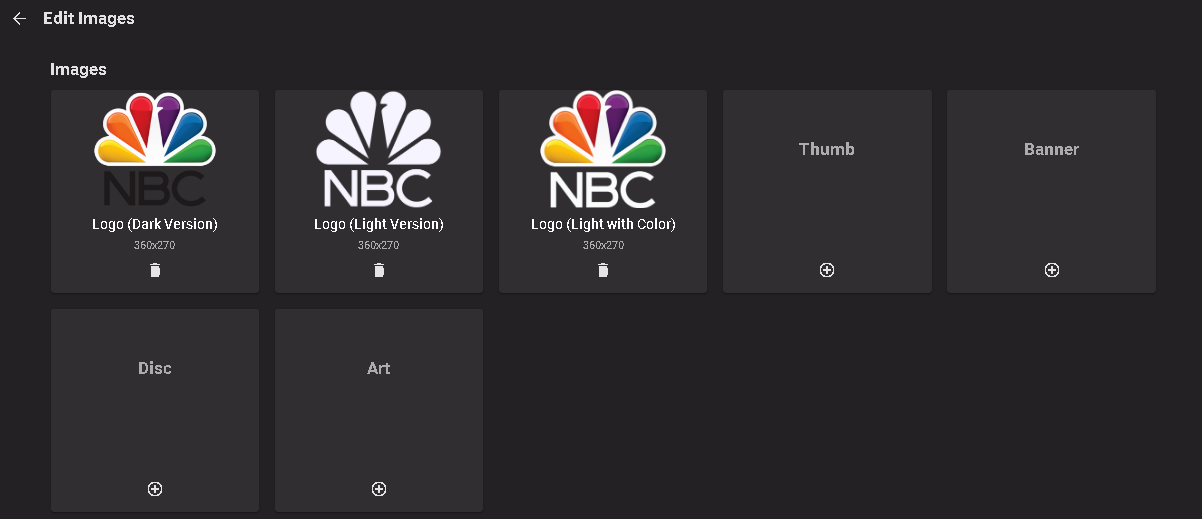 Edit Images
Images
NBC
Logo (Dark Version)
360x270
NBC
Logo (Light Version)
360x270
NBC
Logo (Light with Color)
360x270
Thumb
Banner
Disc
Art